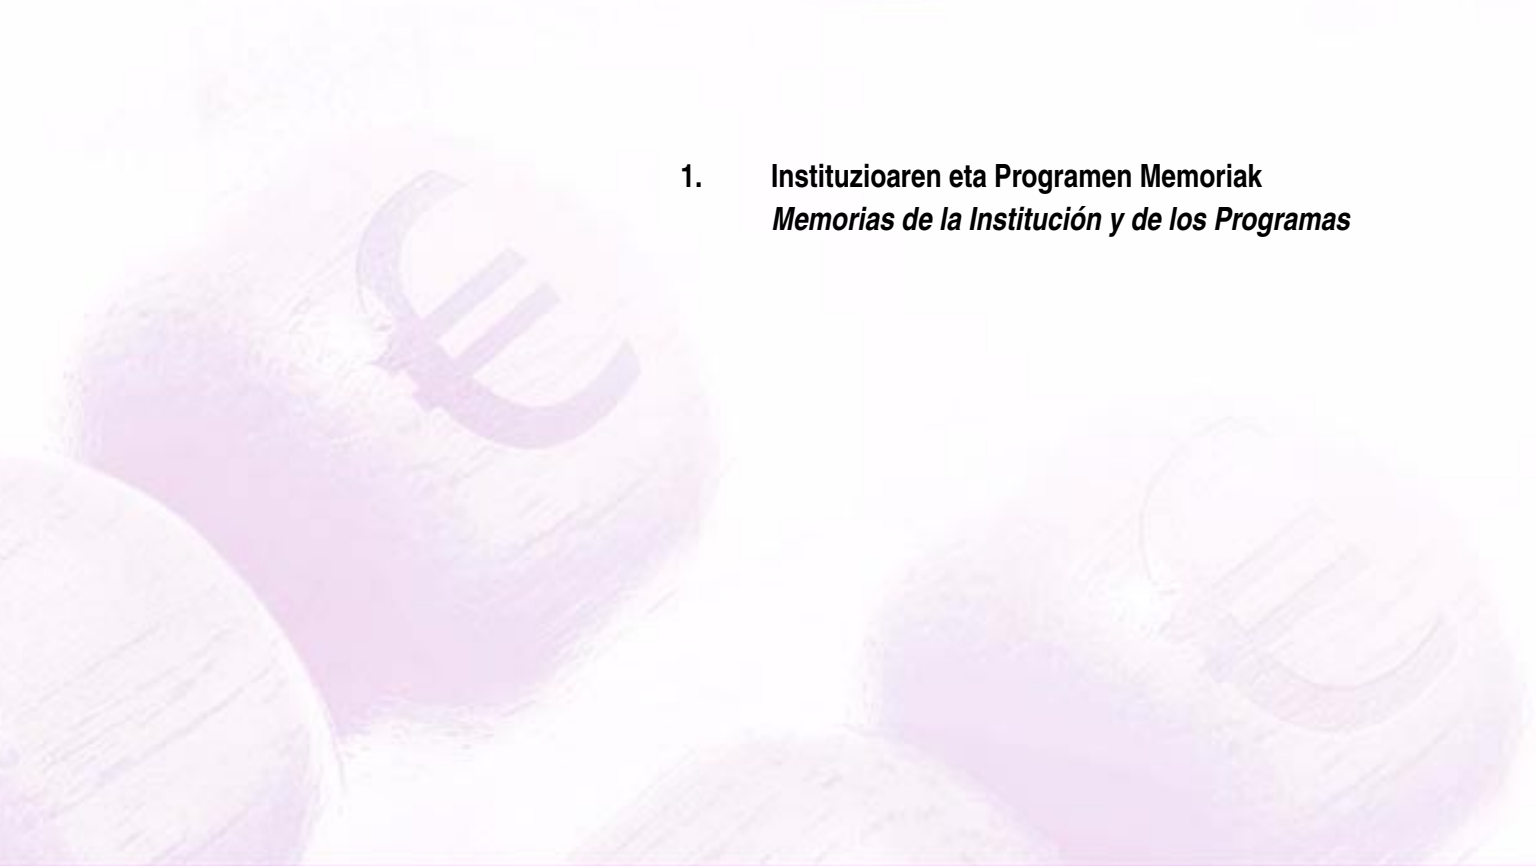 1. Instituzioaren eta Programen Memoriak
Memorias de la Institución y de los Programas